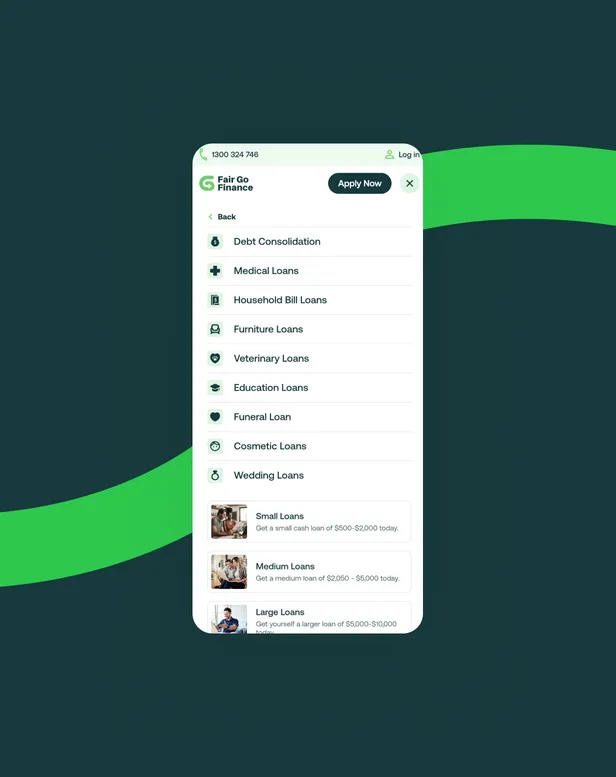 1300 324 746
Log in
Fair Go
Finance
Apply Now
Back
Debt Consolidation
Medical Loans
Household Bill Loans
Furniture Loans
Veterinary Loans
Education Loans
Funeral Loan
Cosmetic Loans
Wedding Loans
Small Loans
Get a small cash loan of $500-$2,000 today.
Medium Loans
Get a medium loan of $2,050 - $5,000 today.
Large Loans
Get yourself a larger loan of $5,000-$10,000
today.